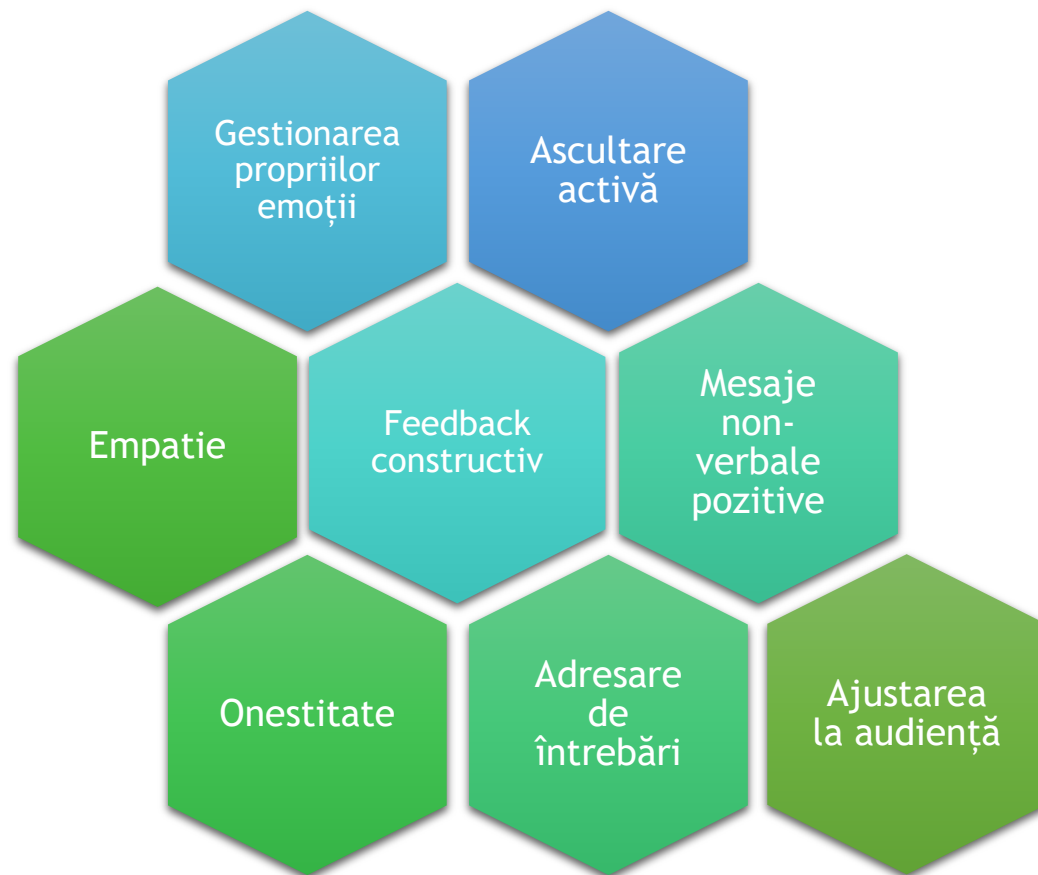 Gestionarea
propriilor
emoții
Ascultare
activă
Empatie
Feedback
constructiv
Mesaje
non-
verbale
pozitive
Onestitate
Adresare
de
întrebări
Ajustarea
la audiență